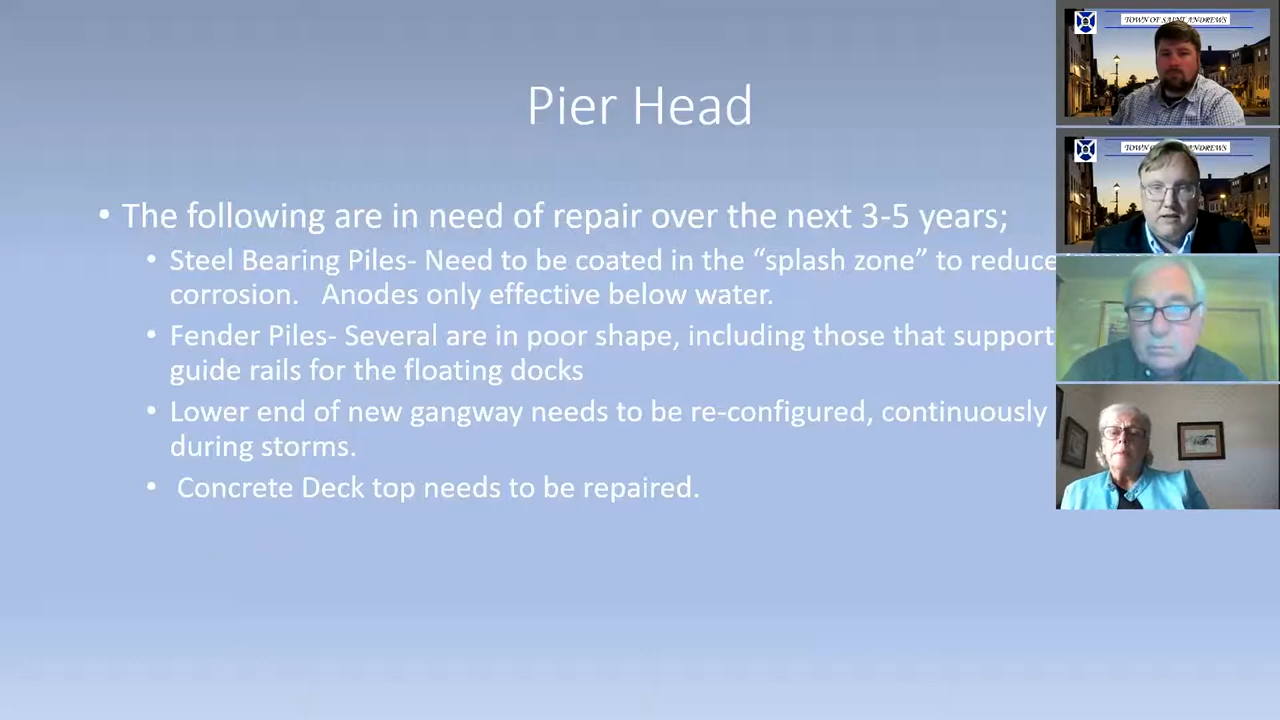 Pier Head
• The following are in need of repair over the next 3-5 years;
• Steel Bearing Piles- Need to be coated in the “splash zone” to reduce
corrosion. Anodes only effective below water.
• Fender Piles- Several are in poor shape, including those that support
guide rails for the floating docks
• Lower end of new gangway needs to be re-configured, continuously
during storms.
• Concrete Deck top needs to be repaired.
TOWN OF SAINT ANDREWS
TOWN ANDREWS